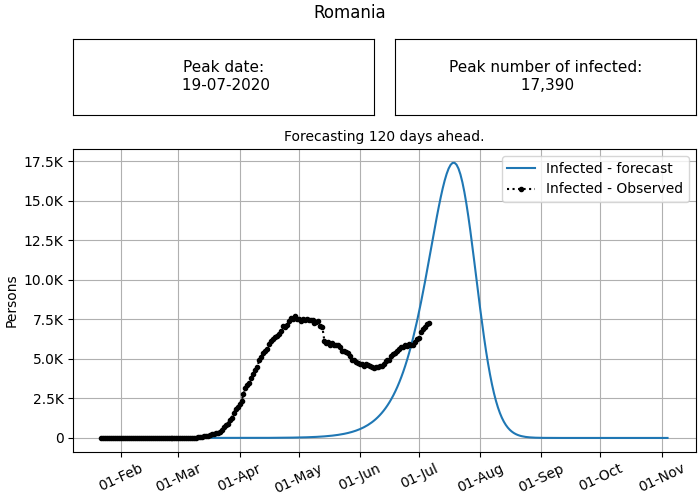 Romania
Peak date:
19-07-2020
Peak number of infected:
17,390
Forecasting 120 days ahead.
Infected - forecast
Infected - Observed
17.5K
15.0K
12.5K
10.0K
7.5K
5.0K
2.5K
0
Persons
01-Feb
01-Mar
01-Apr
01-May
01-Jun
01-Jul
01-Aug
01-Sep
01-Oct
01-Nov